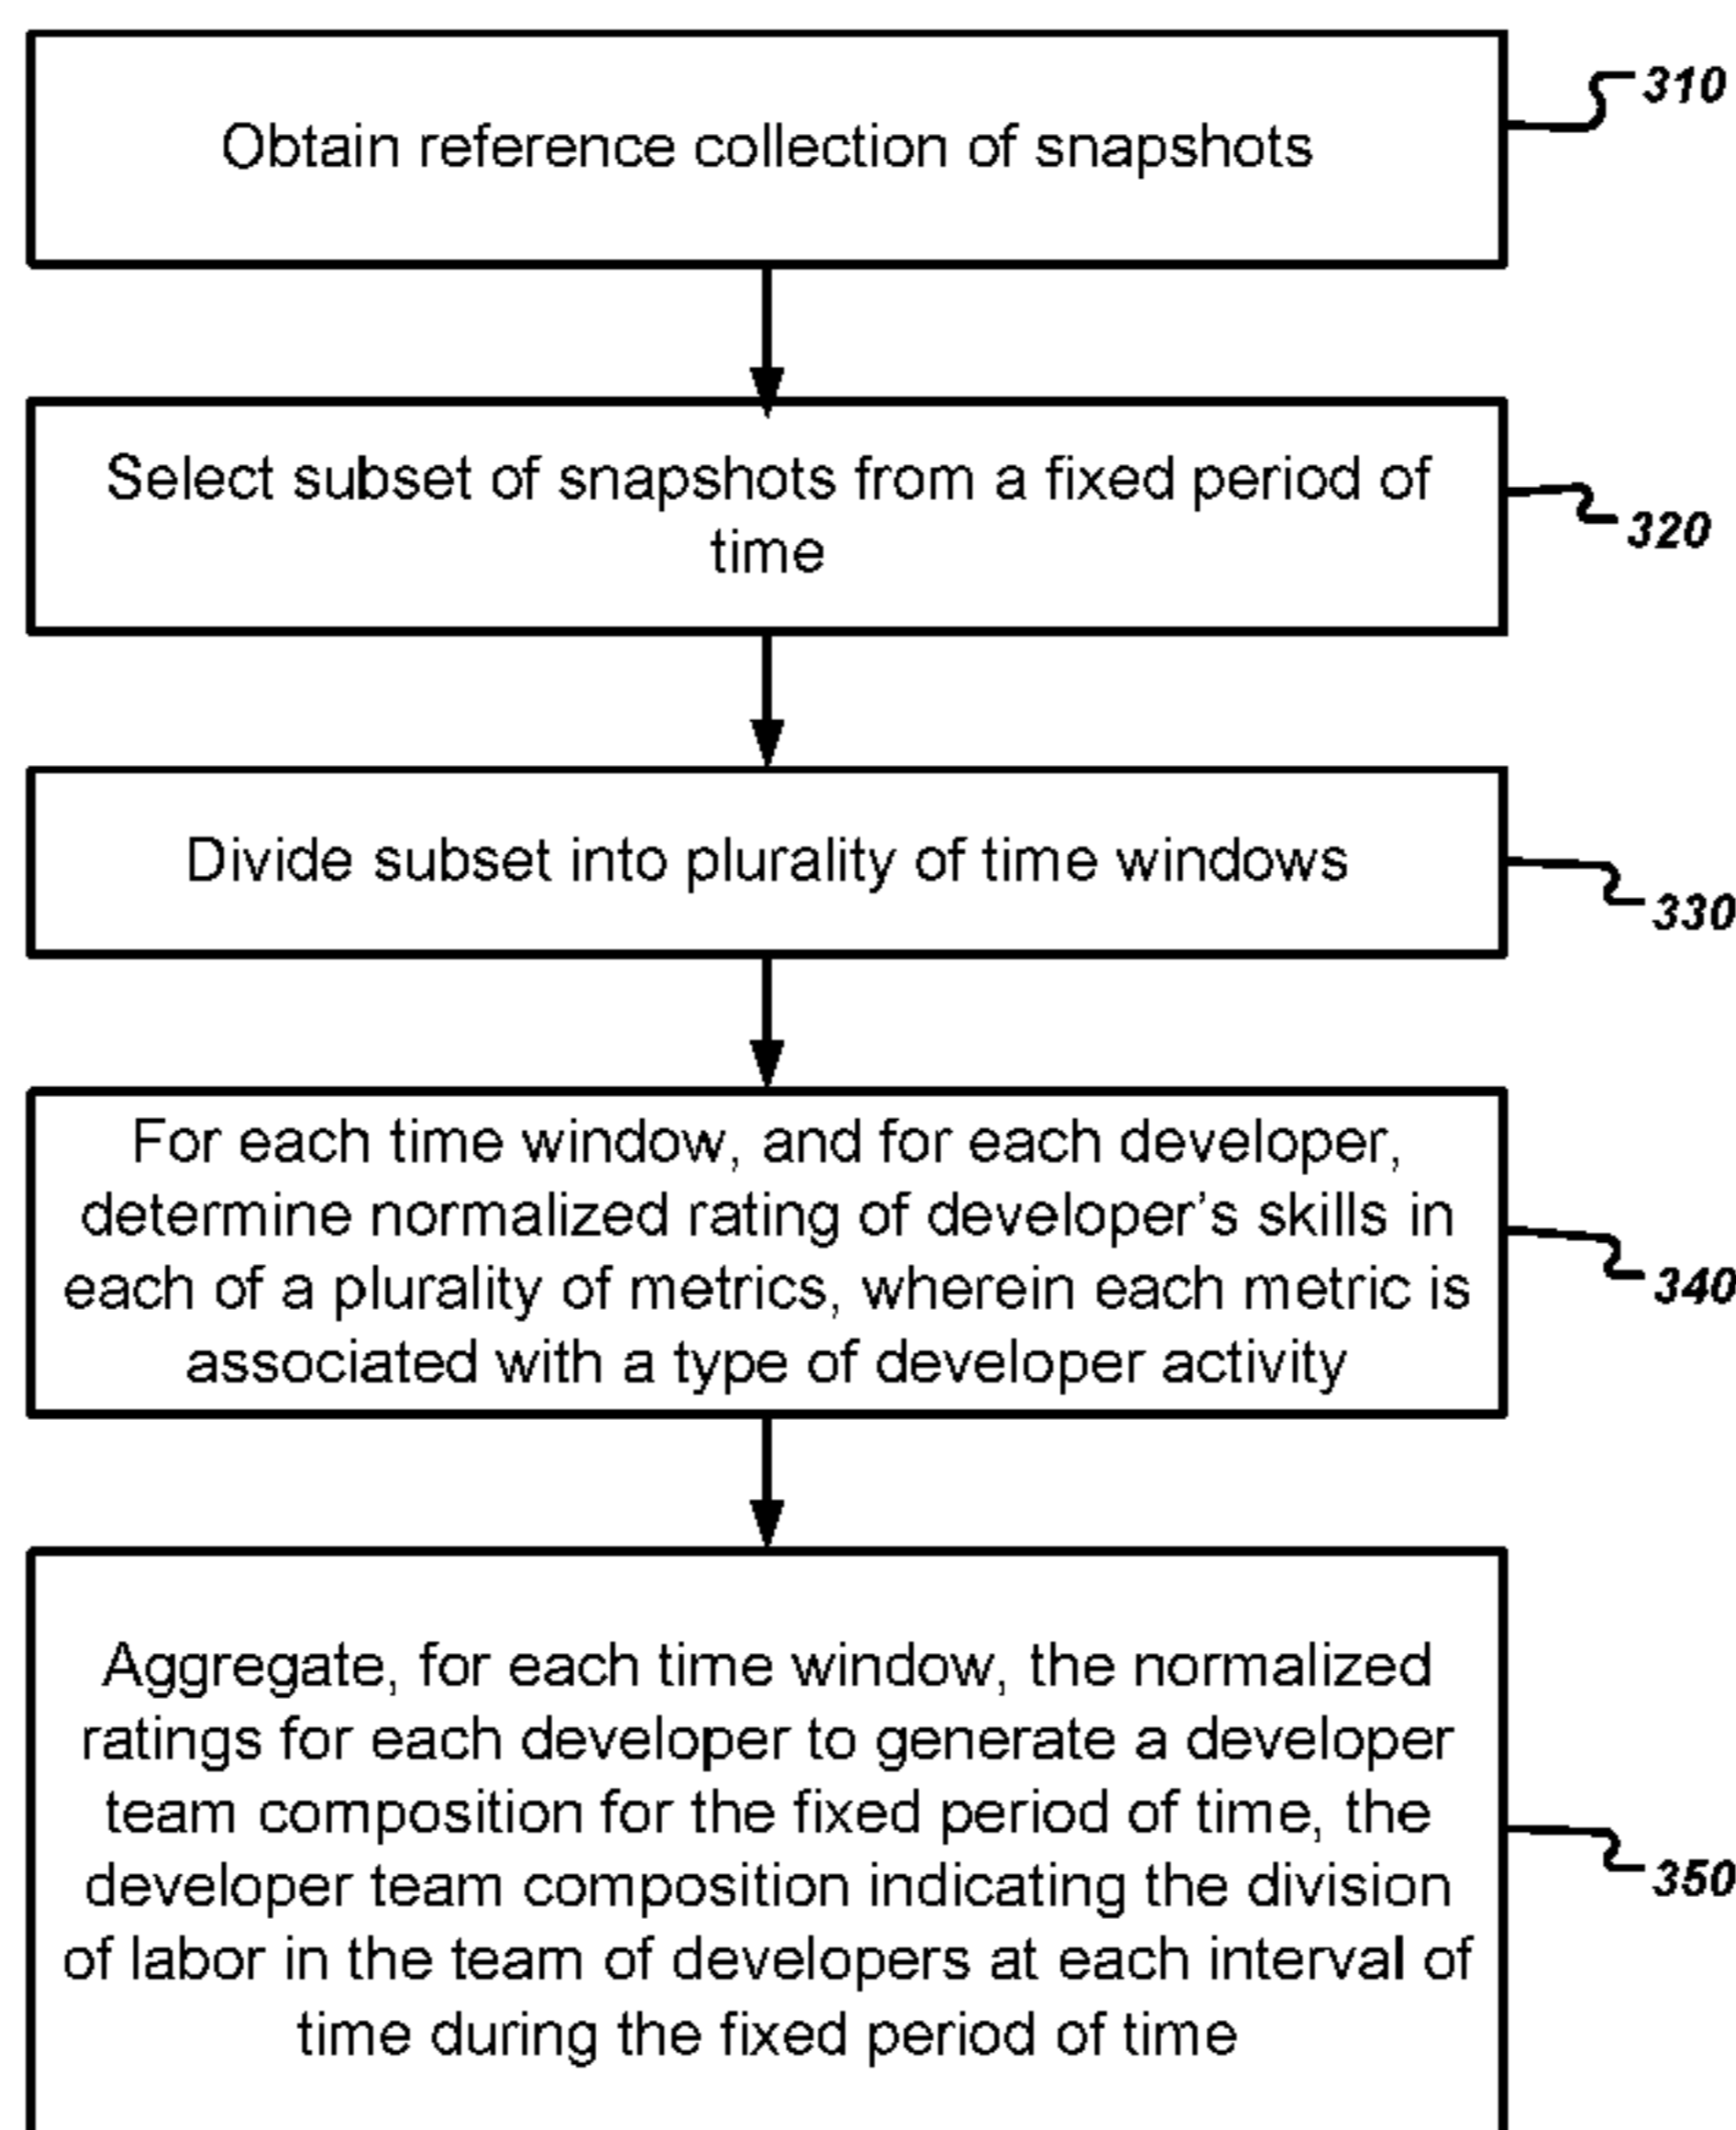 310
Obtain reference collection of snapshots
Select subset of snapshots from a fixed period of
time
320
Divide subset into plurality of time windows
330
For each time window, and for each developer,
determine normalized rating of developer's skills in
each of a plurality of metrics, wherein each metric is
associated with a type of developer activity
340
Aggregate, for each time window, the normalized
ratings for each developer to generate a developer
team composition for the fixed period of time, the
developer team composition indicating the division
of labor in the team of developers at each interval of
time during the fixed period of time
350